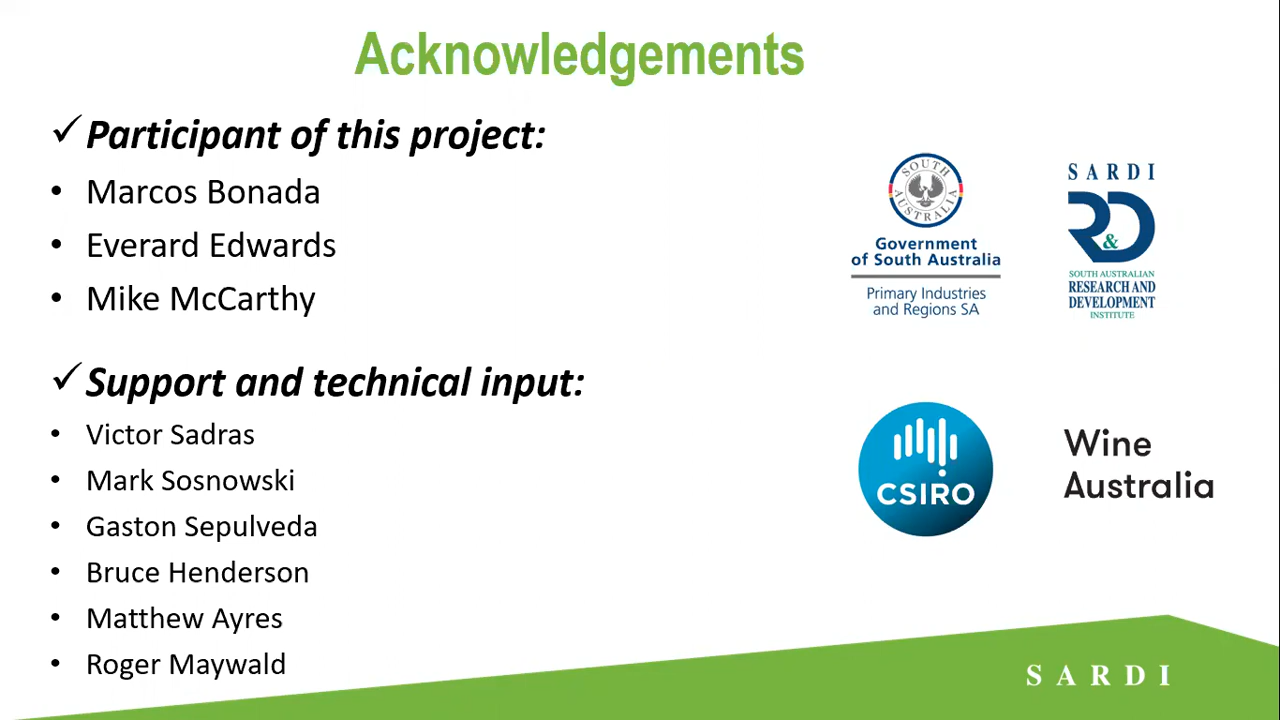 Acknowledgements
✓ Participant of this project:
• Marcos Bonada
• Everard Edwards
• Mike McCarthy
✓ Support and technical input:
• Victor Sadras
• Mark Sosnowski
• Gaston Sepulveda
• Bruce Henderson
• Matthew Ayres
• Roger Maywald
SOUTH
AUSTRALIA
Government
of South Australia
Primary Industries
and Regions SA
SARDI
R&D
SOUTH AUSTRALIAN
RESEARCH AND
DEVELOPMENT
INSTITUTE
CSIRO
Wine
Australia
SARDI